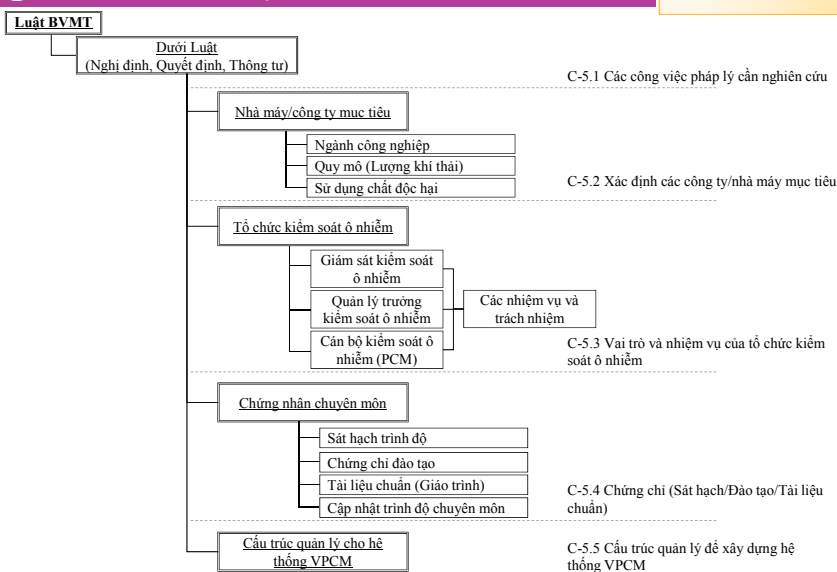 Luật BVMT
Dưới Luật
(Nghị định, Quyết định, Thông tư)
C-5.1 Các công việc pháp lý cần nghiên cứu
Nhà máy/công ty mục tiêu
Ngành công nghiệp
Quy mô (Lượng khí thải)
Sử dụng chất độc hại
C-5.2 Xác định các công ty/nhà máy mục tiêu
Tổ chức kiểm soát ô nhiễm
Giám sát kiểm soát
ô nhiễm
Quản lý trưởng
kiểm soát ô nhiễm
Cán bộ kiểm soát ô
nhiễm (PCM)
Các nhiệm vụ và
trách nhiệm
C-5.3 Vai trò và nhiệm vụ của tổ chức kiểm
soát ô nhiễm
Chứng nhân chuyên môn
Sát hạch trình độ
Chứng chỉ đào tạo
Tài liệu chuẩn (Giáo trình)
Cập nhật trình độ chuyên môn
C-5.4 Chứng chỉ (Sát hạch/Đào tạo/Tài liệu
chuẩn)
Cấu trúc quản lý cho hệ
thống VPCM
C-5.5 Cấu trúc quản lý để xây dựng hệ
thống VPCM